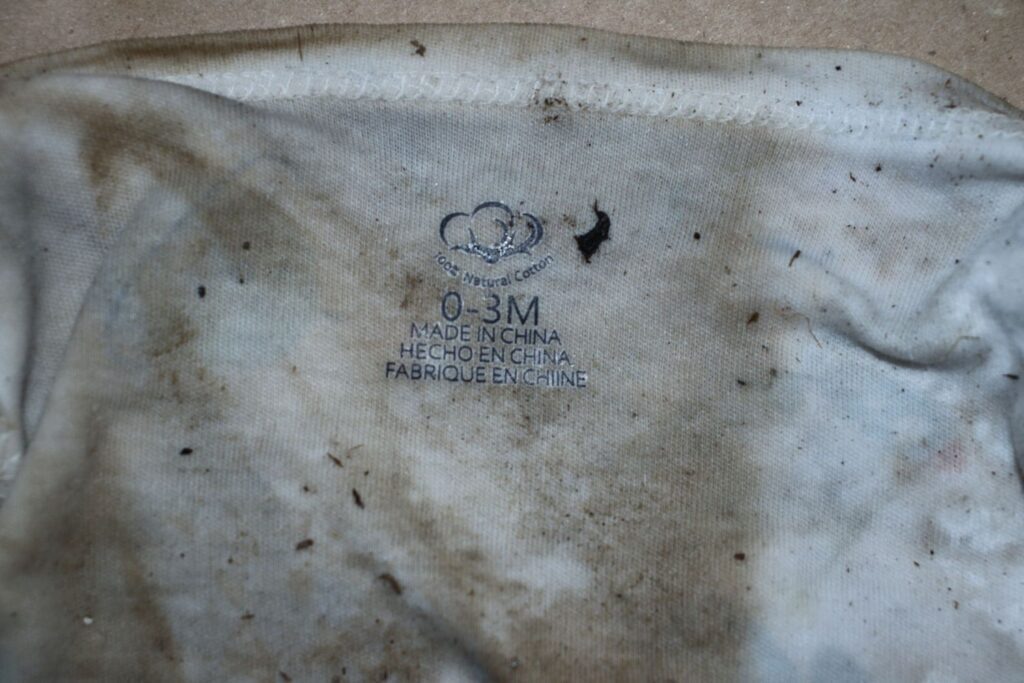 100% Natural Cotton
0-3M
MADE IN CHINA
HECHO EN CHINA
FABRIQUE EN CHIINE